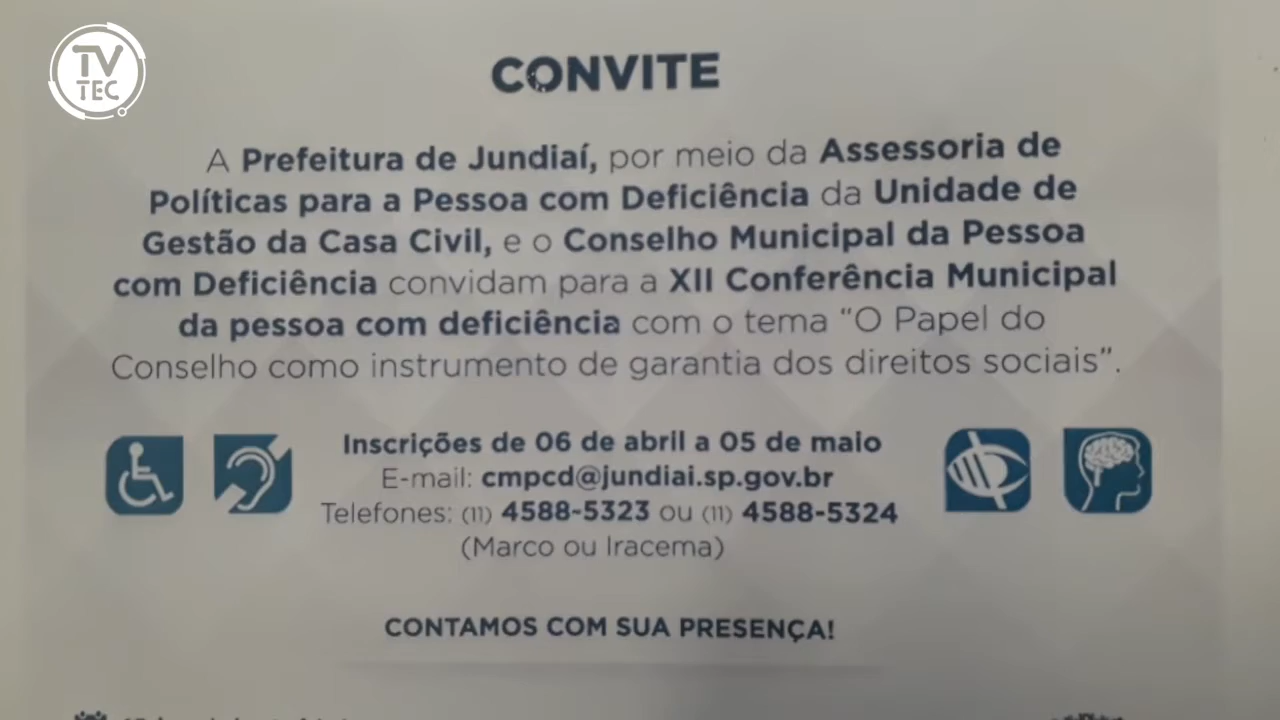 TV
TEC
CONVITE
A Prefeitura de Jundiaí, por meio da Assessoria de
Políticas para a Pessoa com Deficiência da Unidade de
Gestão da Casa Civil, e o Conselho Municipal da Pessoa
com Deficiência convidam para a XII Conferência Municipal
da pessoa com deficiência com o tema “O Papel do
Conselho como instrumento de garantia dos direitos sociais”.
Inscrições de 06 de abril a 05 de maio
E-mail: cmpcd@jundiai.sp.gov.br
Telefones: (11) 4588-5323 ou (11) 4588-5324
(Marco ou Iracema)
CONTAMOS COM SUA PRESENÇA!